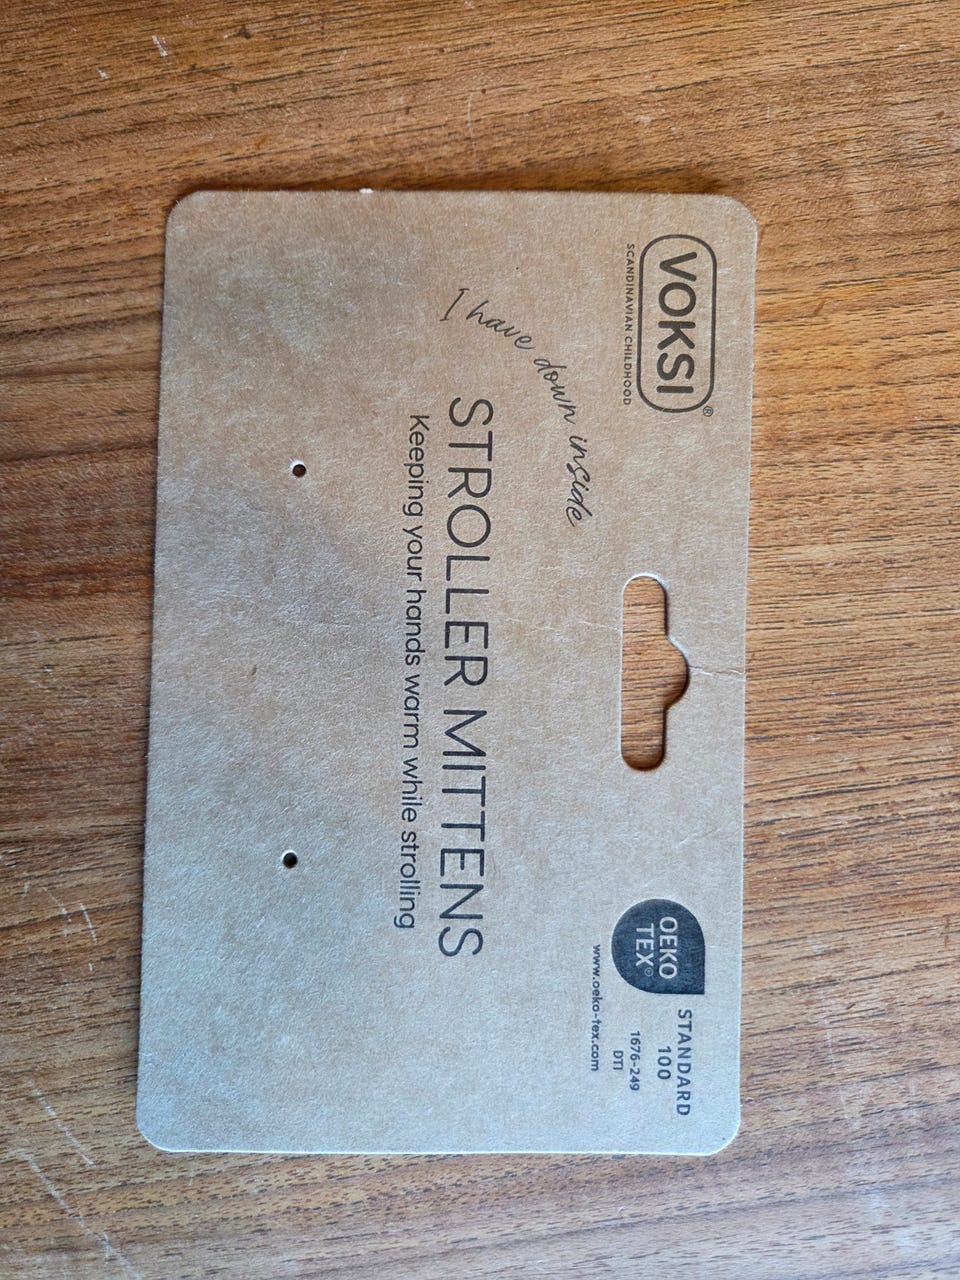 VOKSI®
SCANDINAVIAN CHILDHOOD
OEKO
TEX®
STANDARD
100
1676-249
DTI
www.oeko-tex.com
I have down inside
STROLLER MITTENS
Keeping your hands warm while strolling